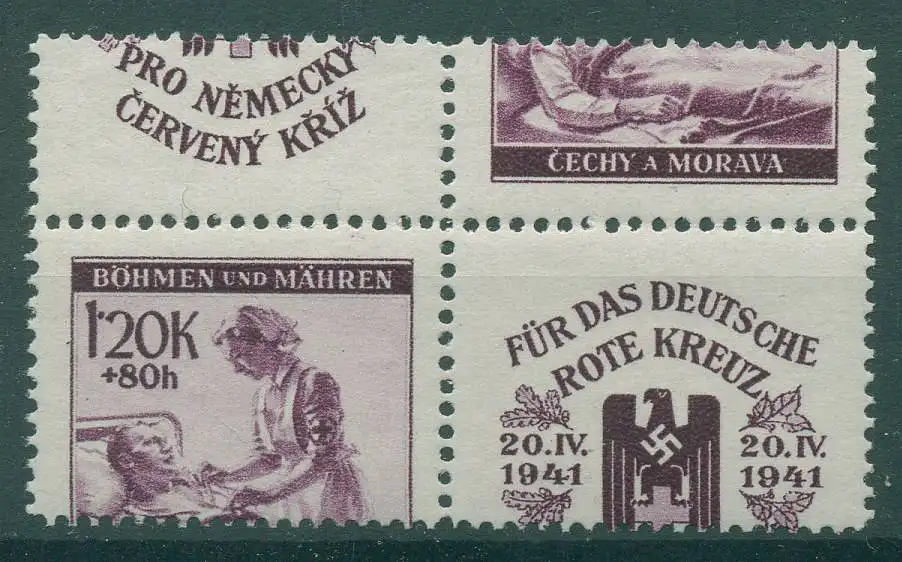 PRO NĚMECKÝ
ČERVENÝ KŘÍŽ
ČECHY A MORAVA
BÖHMEN UND MÄHREN
1·20K
+80h
FÜR DAS DEUTSCHE
ROTE KREUZ
20.IV.
1941
20.IV.
1941